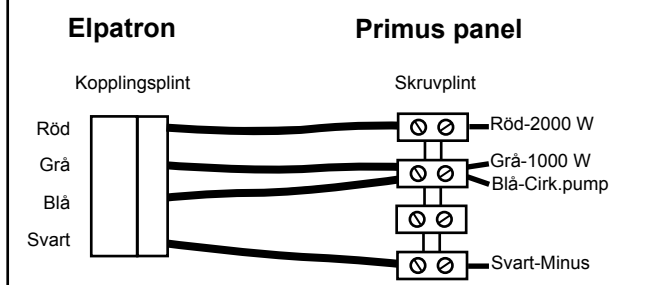 Elpatron
Primus panel
Kopplingsplint
Skruvplint
Röd
Röd-2000 W
Grå
Grå-1000 W
Blå
Blå-Cirk.pump
Svart
Svart-Minus